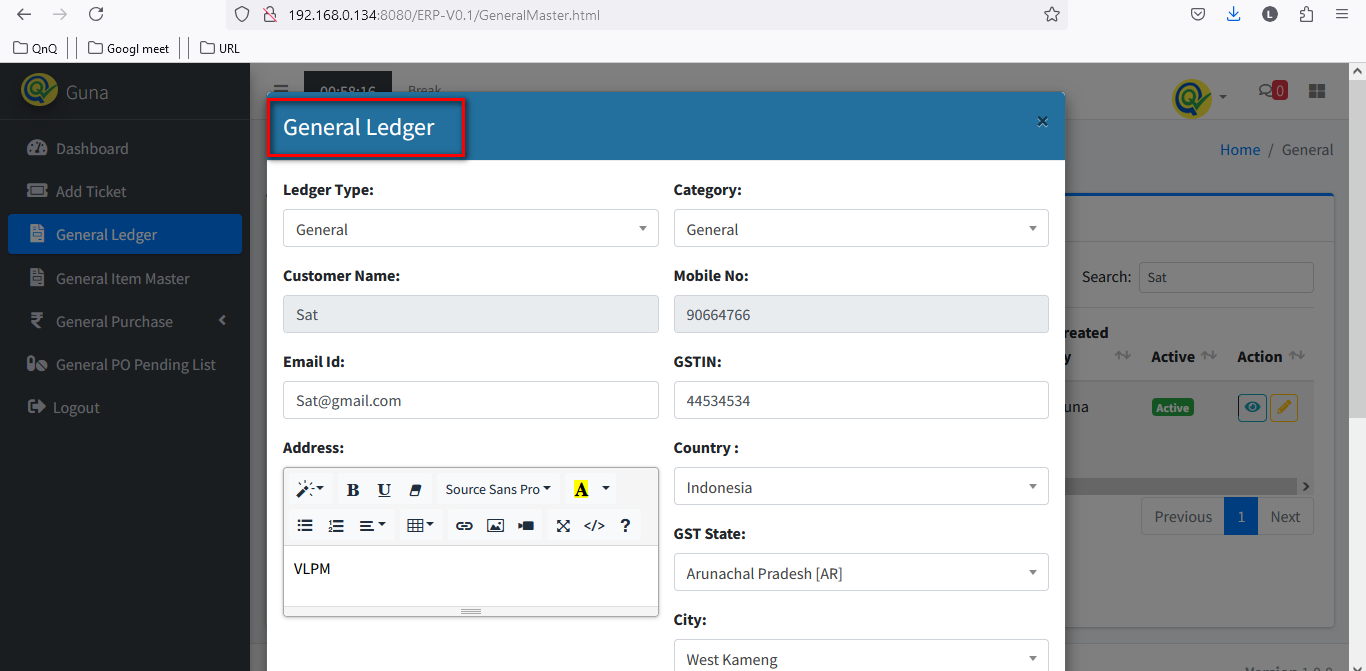 192.168.0.134:8080/ERP-V0.1/GeneralMaster.html
L
QnQ
Googl meet
URL
Guna
00:58:16
Break
0
Dashboard
Add Ticket
General Ledger
General Item Master
General Purchase
General PO Pending List
Logout
Home / General
General Ledger
×
Ledger Type:
Category:
General
General
Customer Name:
Mobile No:
Sat
90664766
Email Id:
GSTIN:
Sat@gmail.com
44534534
Address:
Country :
B U Source Sans Pro A
</> ?
VLPM
Indonesia
GST State:
Arunachal Pradesh [AR]
City:
West Kameng
Search: Sat
Active Action
Active
Previous 1 Next